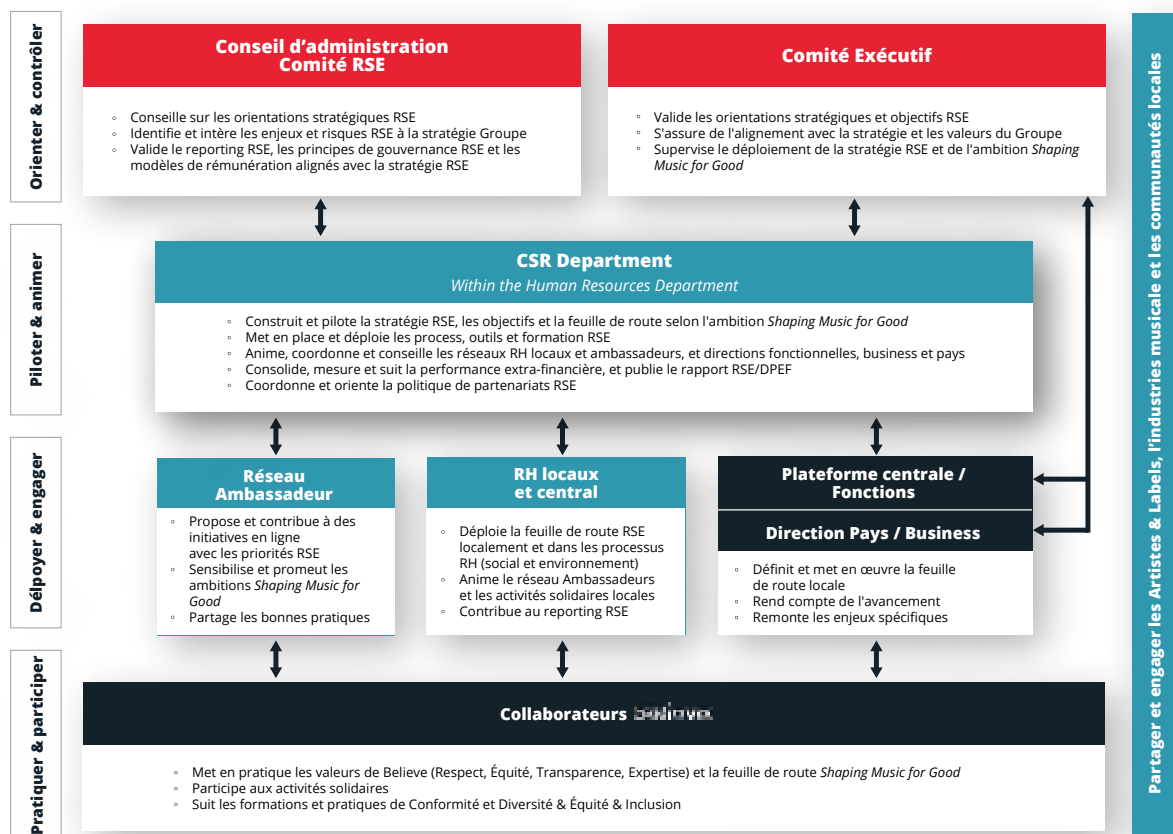 Orienter & contrôler
Conseil d’administration
Comité RSE
◦ Conseille sur les orientations stratégiques RSE
◦ Identifie et intère les enjeux et risques RSE à la stratégie Groupe
◦ Valide le reporting RSE, les principes de gouvernance RSE et les
modèles de rémunération alignés avec la stratégie RSE
Comité Exécutif
◦ Valide les orientations stratégiques et objectifs RSE
◦ S'assure de l'alignement avec la stratégie et les valeurs du Groupe
◦ Supervise le déploiement de la stratégie RSE et de l'ambition Shaping
Music for Good
Piloter & animer
CSR Department
Within the Human Resources Department
◦ Construit et pilote la stratégie RSE, les objectifs et la feuille de route selon l'ambition Shaping Music for Good
◦ Met en place et déploie les process, outils et formation RSE
◦ Anime, coordonne et conseille les réseaux RH locaux et ambassadeurs, et directions fonctionnelles, business et pays
◦ Consolide, mesure et suit la performance extra-financière, et publie le rapport RSE/DPEF
◦ Coordonne et oriente la politique de partenariats RSE
Délpoyer & engager
Réseau
Ambassadeur
◦ Propose et contribue à des
initiatives en ligne
avec les priorités RSE
◦ Sensibilise et promeut les
ambitions Shaping Music for
Good
◦ Partage les bonnes pratiques
RH locaux
et central
◦ Déploie la feuille de route RSE
localement et dans les processus
RH (social et environnement)
◦ Anime le réseau Ambassadeurs
et les activités solidaires locales
◦ Contribue au reporting RSE
Plateforme centrale /
Fonctions
Direction Pays / Business
◦ Définit et met en œuvre la feuille
de route locale
◦ Rend compte de l'avancement
◦ Remonte les enjeux spécifiques
Pratiquer & participer
Collaborateurs
◦ Met en pratique les valeurs de Believe (Respect, Équité, Transparence, Expertise) et la feuille de route Shaping Music for Good
◦ Participe aux activités solidaires
◦ Suit les formations et pratiques de Conformité et Diversité & Équité & Inclusion
Partager et engager les Artistes & Labels, l’industries musicale et les communautés locales